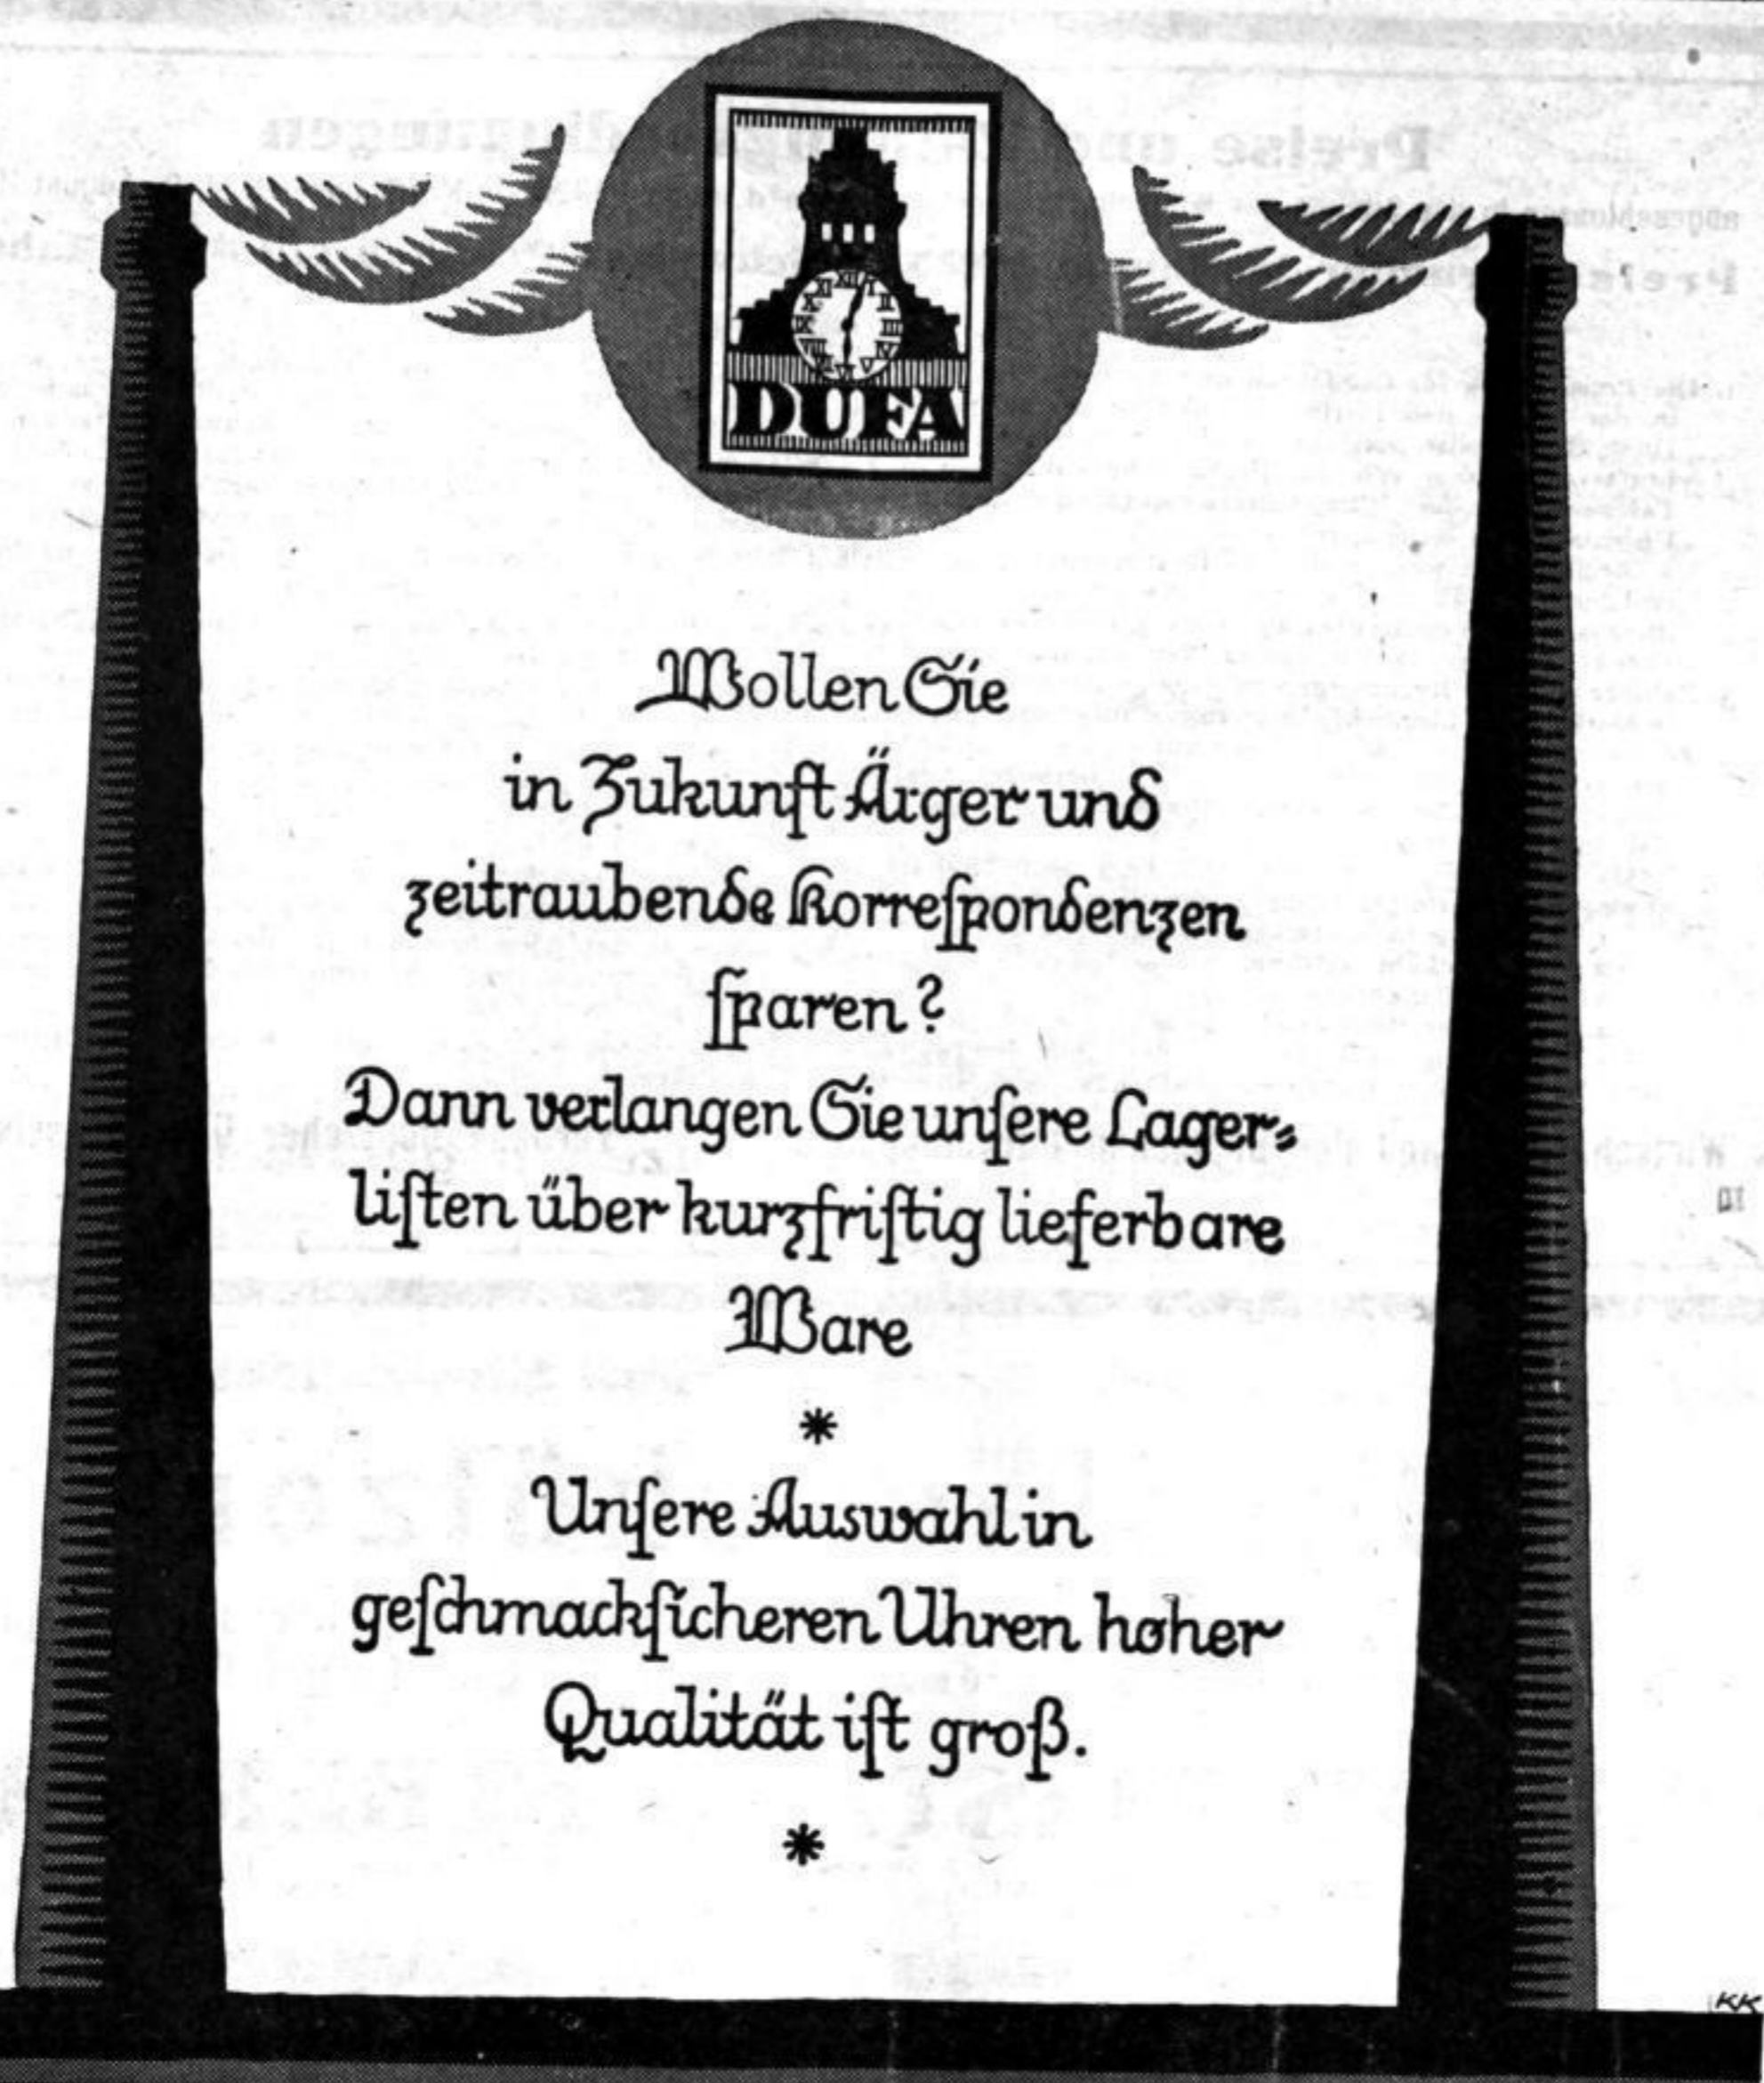 DUFA
Wollen Sie
in Zukunft Ärger und
zeitraubende Korreſpondenzen
ſparen?
Dann verlangen Sie unſere Lager⸗
liſten über kurzfriſtig lieferbare
Ware
*
Unſere Auswahl in
geſchmackſicheren Uhren hoher
Qualität iſt groß.
*
KK